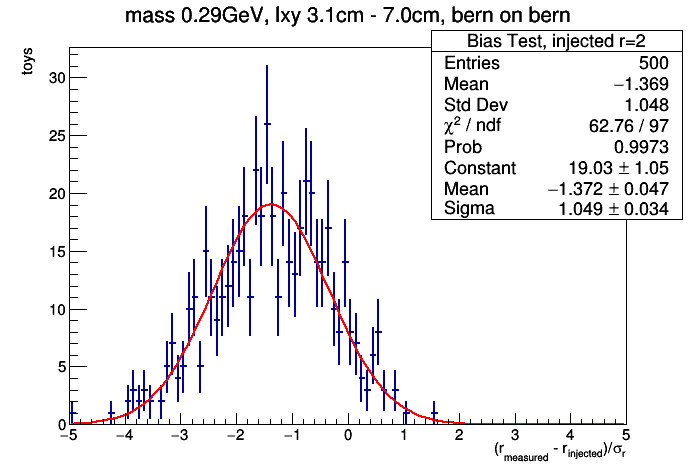 mass 0.29GeV, lxy 3.1cm - 7.0cm, bern on bern
Bias Test, injected r=2
Entries 500
Mean −1.369
Std Dev 1.048
χ² / ndf 62.76 / 97
Prob 0.9973
Constant 19.03 ± 1.05
Mean −1.372 ± 0.047
Sigma 1.049 ± 0.034
toys
30
25
20
15
10
5
0
−5 −4 −3 −2 −1 0 1 2 3 4 5
(r_measured - r_injected)/σ_r